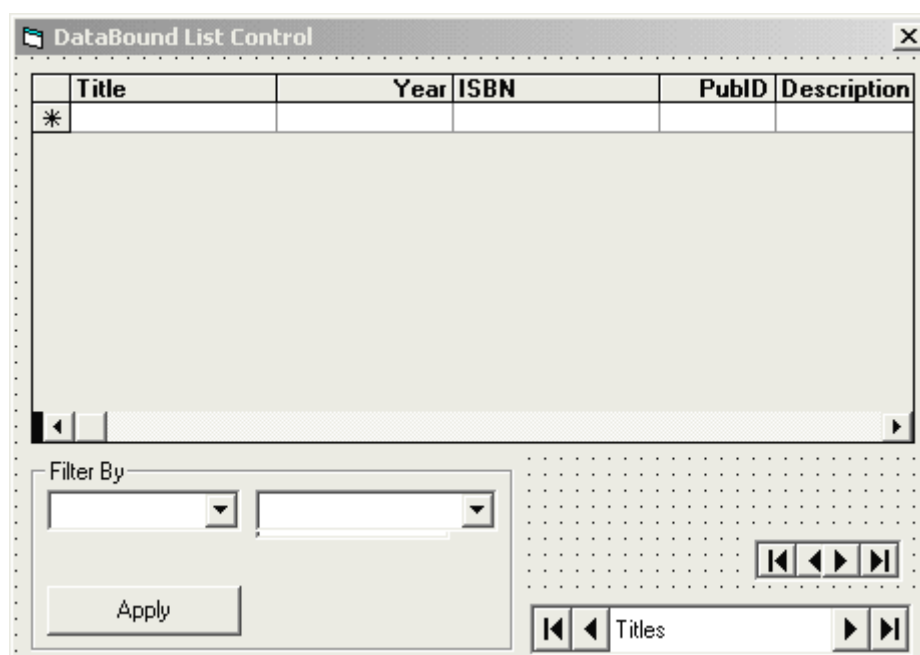 DataBound List Control
Title Year ISBN PubID Description
Filter By
Apply
Titles